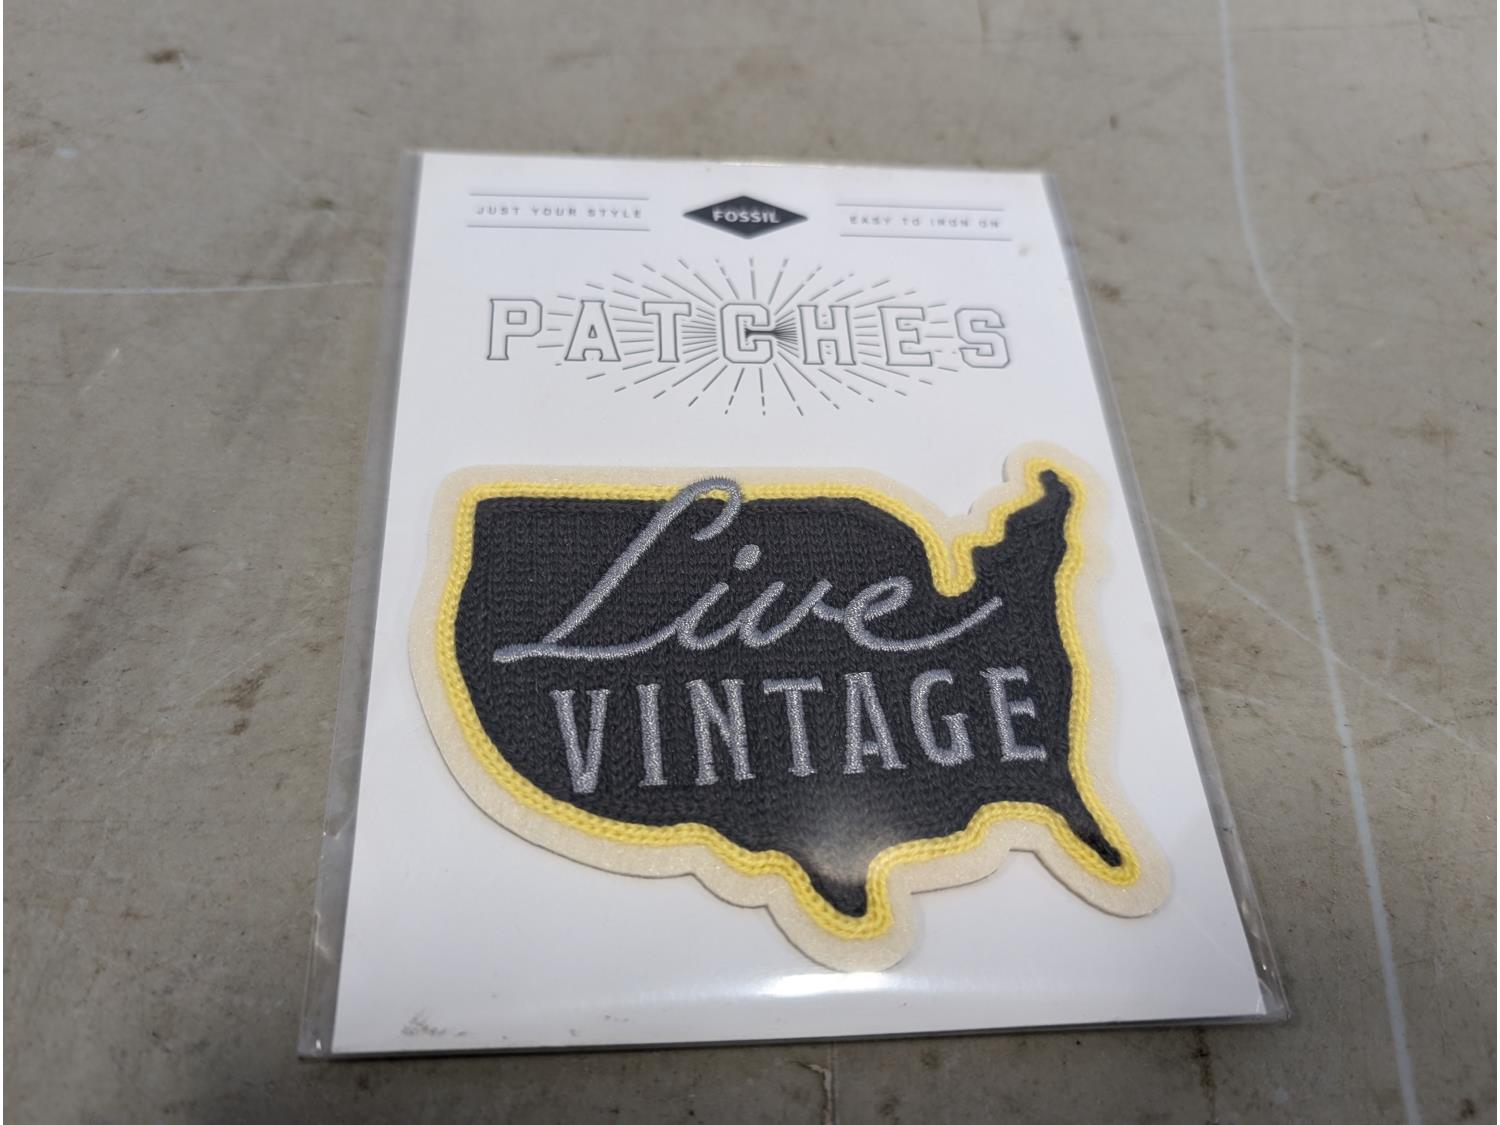 JUST YOUR STYLE
FOSSIL
EASY TO IRON ON
PATCHES
Live
VINTAGE